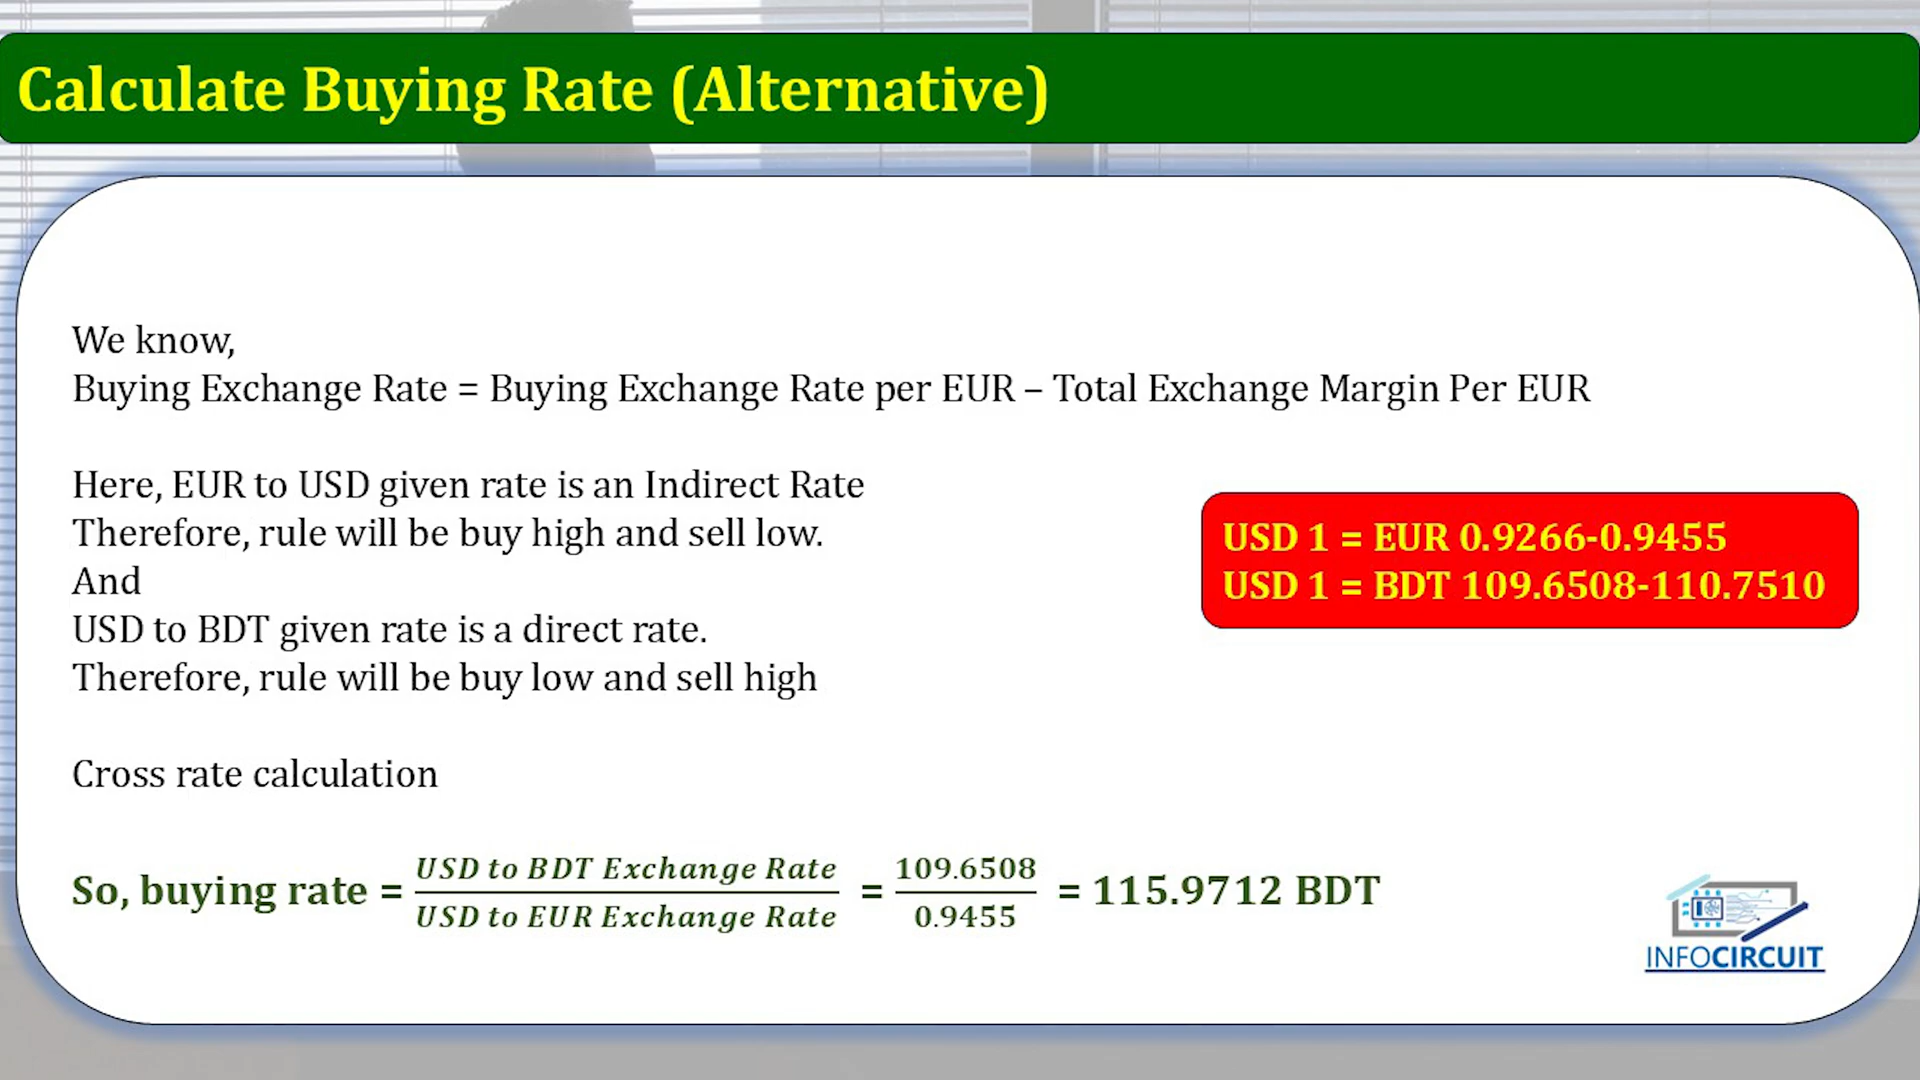 Calculate Buying Rate (Alternative)
We know,
Buying Exchange Rate = Buying Exchange Rate per EUR – Total Exchange Margin Per EUR
Here, EUR to USD given rate is an Indirect Rate
Therefore, rule will be buy high and sell low.
And
USD to BDT given rate is a direct rate.
Therefore, rule will be buy low and sell high
USD 1 = EUR 0.9266-0.9455
USD 1 = BDT 109.6508-110.7510
Cross rate calculation
So, buying rate = USD to BDT Exchange Rate / USD to EUR Exchange Rate = 109.6508 / 0.9455 = 115.9712 BDT
INFOCIRCUIT